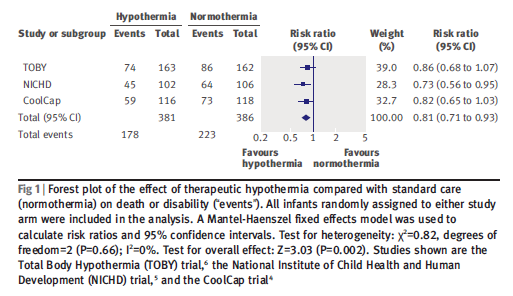 Hypothermia Normothermia
Study or subgroup Events Total Events Total Risk ratio (95% CI) Weight (%) Risk ratio (95% CI)
TOBY 74 163 86 162 39.0 0.86 (0.68 to 1.07)
NICHD 45 102 64 106 28.3 0.73 (0.56 to 0.95)
CoolCap 59 116 73 118 32.7 0.82 (0.65 to 1.03)
Total (95% CI) 381 386 100.00 0.81 (0.71 to 0.93)
Total events 178 223
0.2 0.5 1 2 5
Favours hypothermia Favours normothermia
Fig 1 | Forest plot of the effect of therapeutic hypothermia compared with standard care
(normothermia) on death or disability ("events"). All infants randomly assigned to either study
arm were included in the analysis. A Mantel-Haenszel fixed effects model was used to
calculate risk ratios and 95% confidence intervals. Test for heterogeneity: χ²=0.82, degrees of
freedom=2 (P=0.66); I²=0%. Test for overall effect: Z=3.03 (P=0.002). Studies shown are the
Total Body Hypothermia (TOBY) trial,⁶ the National Institute of Child Health and Human
Development (NICHD) trial,⁵ and the CoolCap trial⁴